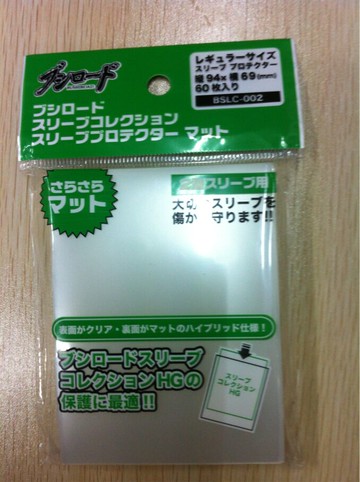 ブシロード
レギュラーサイズ
スリーブ プロテクター
縦94×横69(mm)
60枚入り
BSLC-002
ブシロード
スリーブコレクション
スリーブプロテクター マット
さらさら
マット
スリーブ用
スリーブを
守ります!!
表面がクリア・裏面がマットのハイブリッド仕様!
ブシロードスリーブ
コレクションHGの
保護に最適!!
スリーブ
コレクション
HG